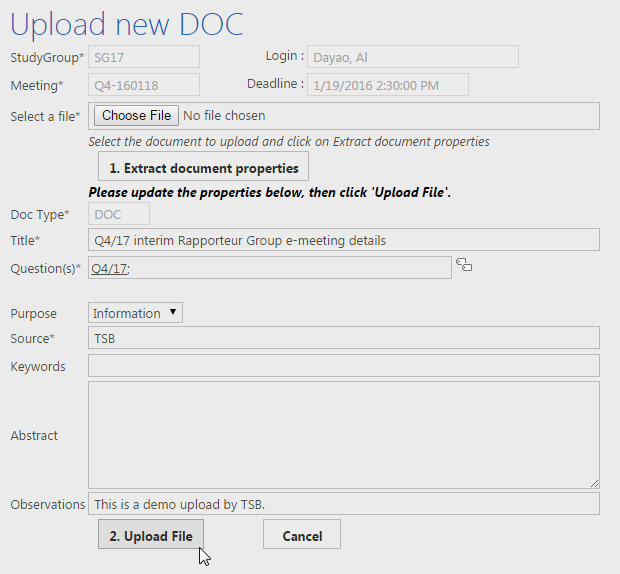 Upload new DOC
StudyGroup* SG17 Login : Dayao, Al
Meeting* Q4-160118 Deadline : 1/19/2016 2:30:00 PM
Select a file* Choose File No file chosen
Select the document to upload and click on Extract document properties
1. Extract document properties
Please update the properties below, then click 'Upload File'.
Doc Type* DOC
Title* Q4/17 interim Rapporteur Group e-meeting details
Question(s)* Q4/17;
Purpose Information
Source* TSB
Keywords
Abstract
Observations This is a demo upload by TSB.
2. Upload File Cancel